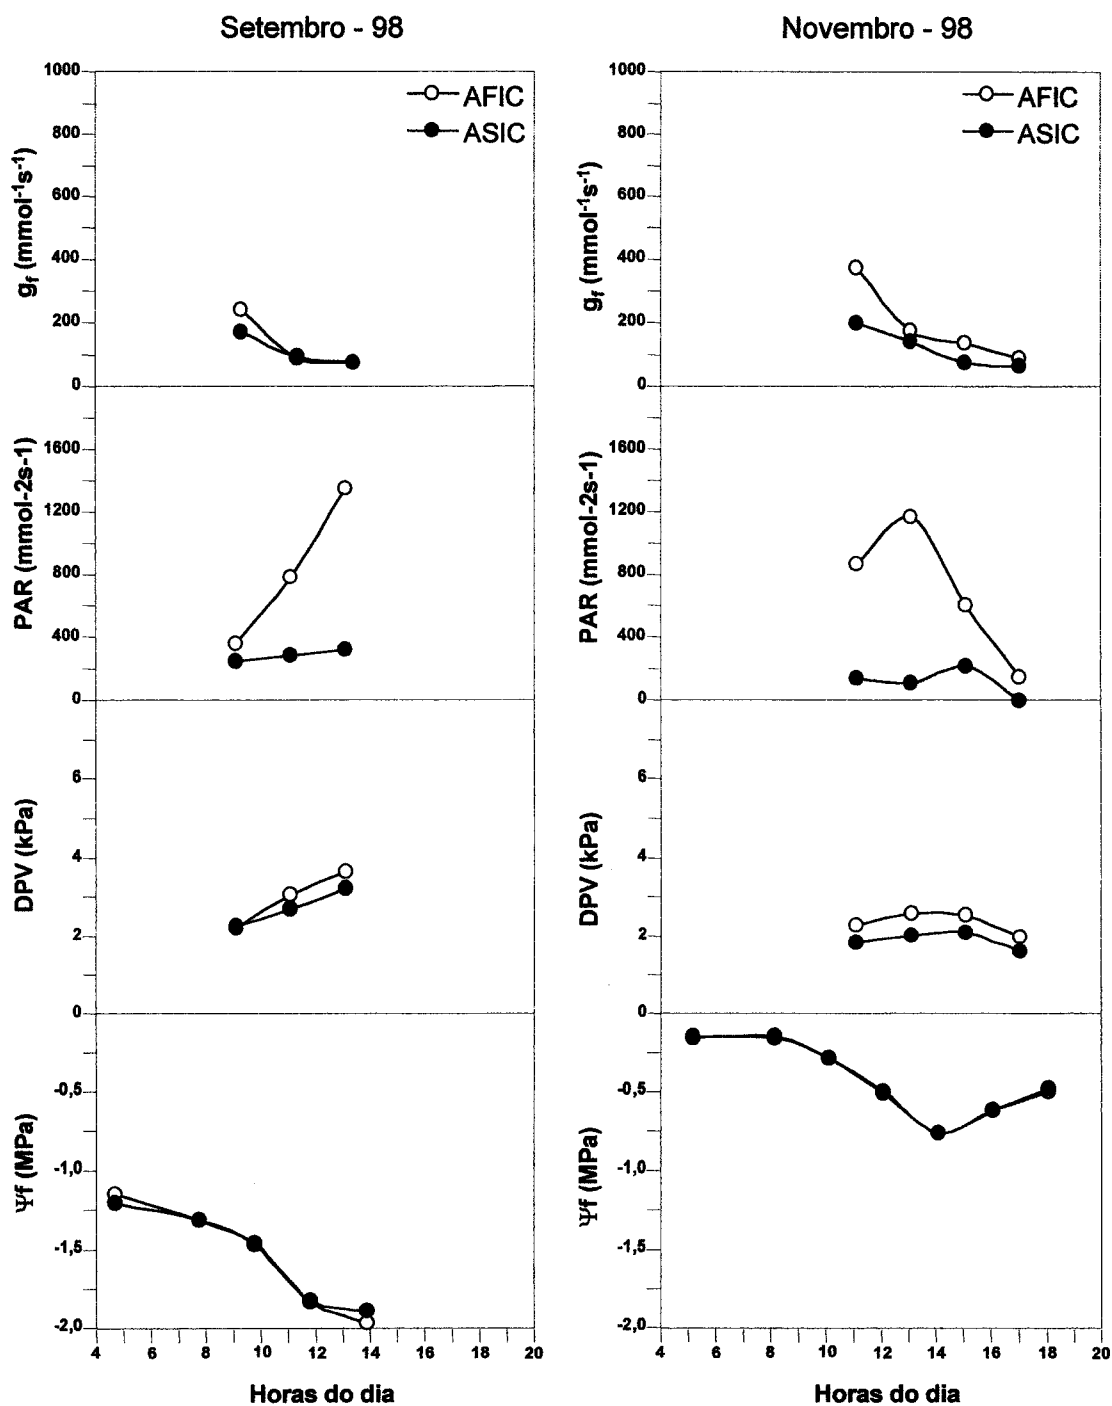 Setembro - 98
Novembro - 98
1000
800
600
400
200
0
g_f (mmol⁻¹s⁻¹)
AFIC
ASIC
1000
800
600
400
200
0
g_f (mmol⁻¹s⁻¹)
AFIC
ASIC
1600
1200
800
400
0
PAR (mmol-2s-1)
1600
1200
800
400
0
PAR (mmol-2s-1)
6
4
2
0
DPV (kPa)
6
4
2
0
DPV (kPa)
-0,5
-1,0
-1,5
-2,0
Ψf (MPa)
-0,5
-1,0
-1,5
-2,0
Ψf (MPa)
4 6 8 10 12 14 16 18 20
4 6 8 10 12 14 16 18 20
Horas do dia
Horas do dia